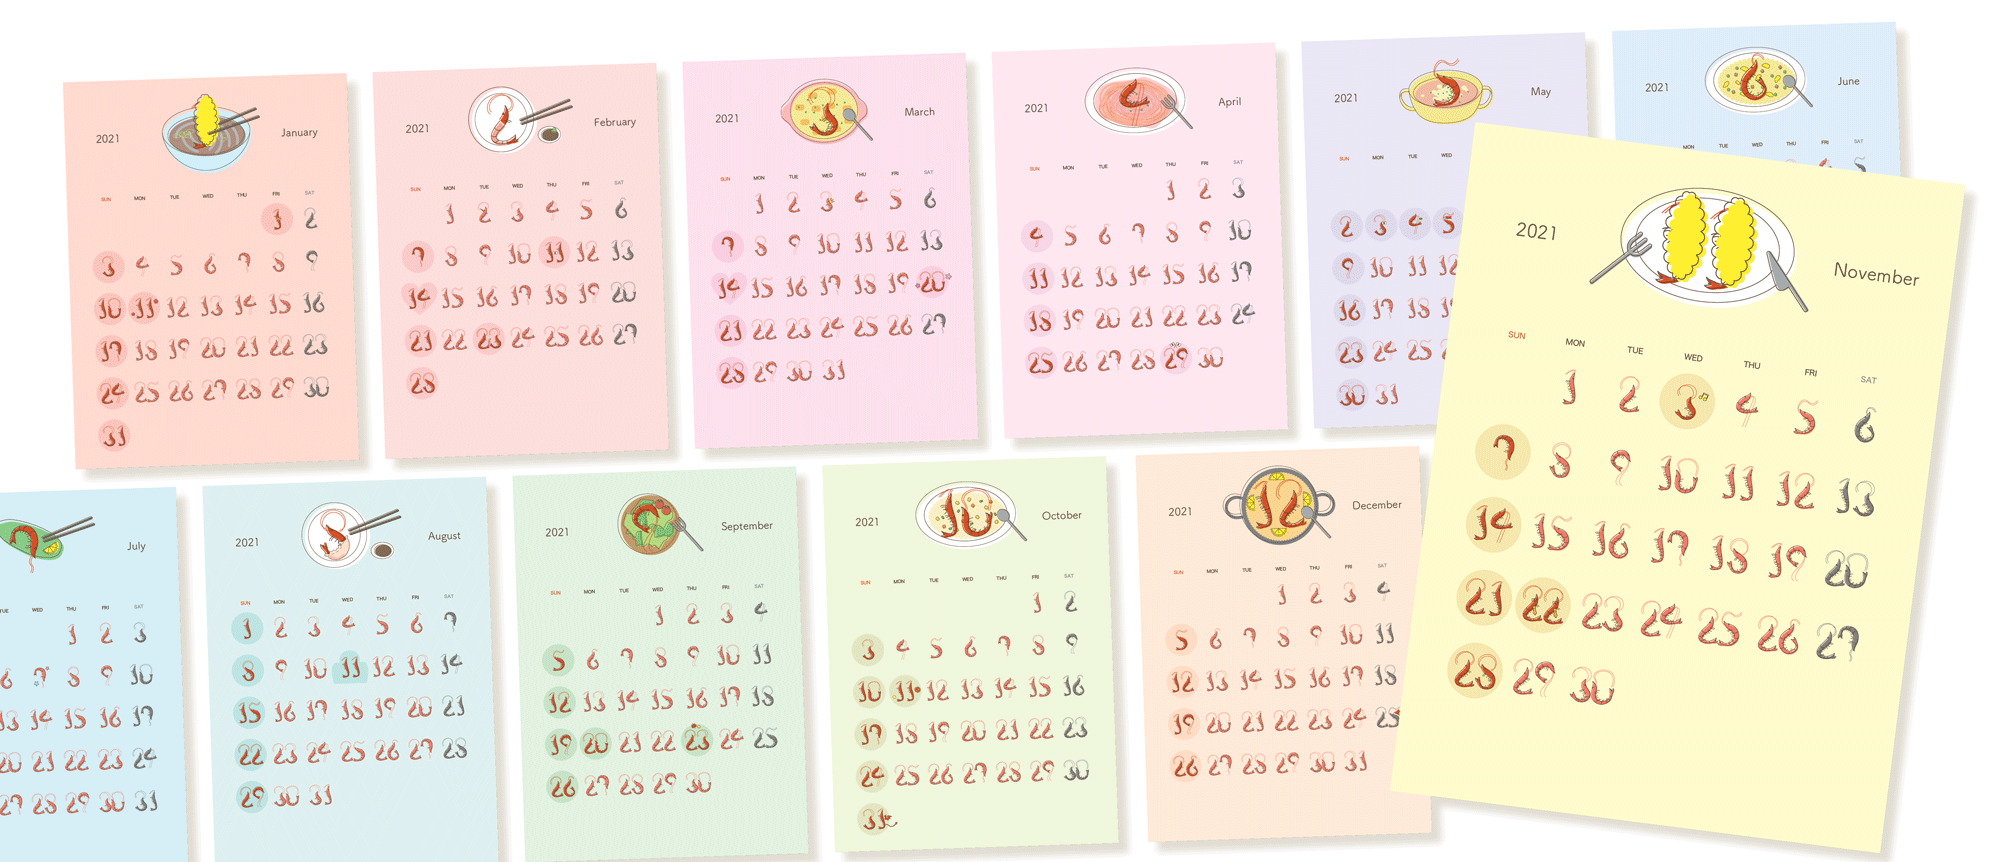 2021 January
SUN MON TUE WED THU FRI SAT
1 2
3 4 5 6 7 8 9
10 11 12 13 14 15 16
17 18 19 20 21 22 23
24 25 26 27 28 29 30
31
2021 February
SUN MON TUE WED THU FRI SAT
1 2 3 4 5 6
7 8 9 10 11 12 13
14 15 16 17 18 19 20
21 22 23 24 25 26 27
28
2021 March
SUN MON TUE WED THU FRI SAT
1 2 3 4 5 6
7 8 9 10 11 12 13
14 15 16 17 18 19 20
21 22 23 24 25 26 27
28 29 30 31
2021 April
SUN MON TUE WED THU FRI SAT
1 2 3
4 5 6 7 8 9 10
11 12 13 14 15 16 17
18 19 20 21 22 23 24
25 26 27 28 29 30
2021 May
SUN MON TUE WED
2 3 4 5
9 10 11 12
16 17 18
23 24 25
30 31
2021 June
MON TUE WED THU FRI SAT
2021 November
SUN MON TUE WED THU FRI SAT
1 2 3 4 5 6
7 8 9 10 11 12 13
14 15 16 17 18 19 20
21 22 23 24 25 26 27
28 29 30
July
WED THU FRI SAT
1 2 3
6 7 8 9 10
13 14 15 16 17
20 21 22 23 24
27 28 29 30 31
2021 August
SUN MON TUE WED THU FRI SAT
1 2 3 4 5 6 7
8 9 10 11 12 13 14
15 16 17 18 19 20 21
22 23 24 25 26 27 28
29 30 31
2021 September
SUN MON TUE WED THU FRI SAT
1 2 3 4
5 6 7 8 9 10 11
12 13 14 15 16 17 18
19 20 21 22 23 24 25
26 27 28 29 30
2021 October
10
SUN MON TUE WED THU FRI SAT
1 2
3 4 5 6 7 8 9
10 11 12 13 14 15 16
17 18 19 20 21 22 23
24 25 26 27 28 29 30
31
2021 December
12
SUN MON TUE WED THU FRI SAT
1 2 3 4
5 6 7 8 9 10 11
12 13 14 15 16 17 18
19 20 21 22 23 24 25
26 27 28 29 30 31